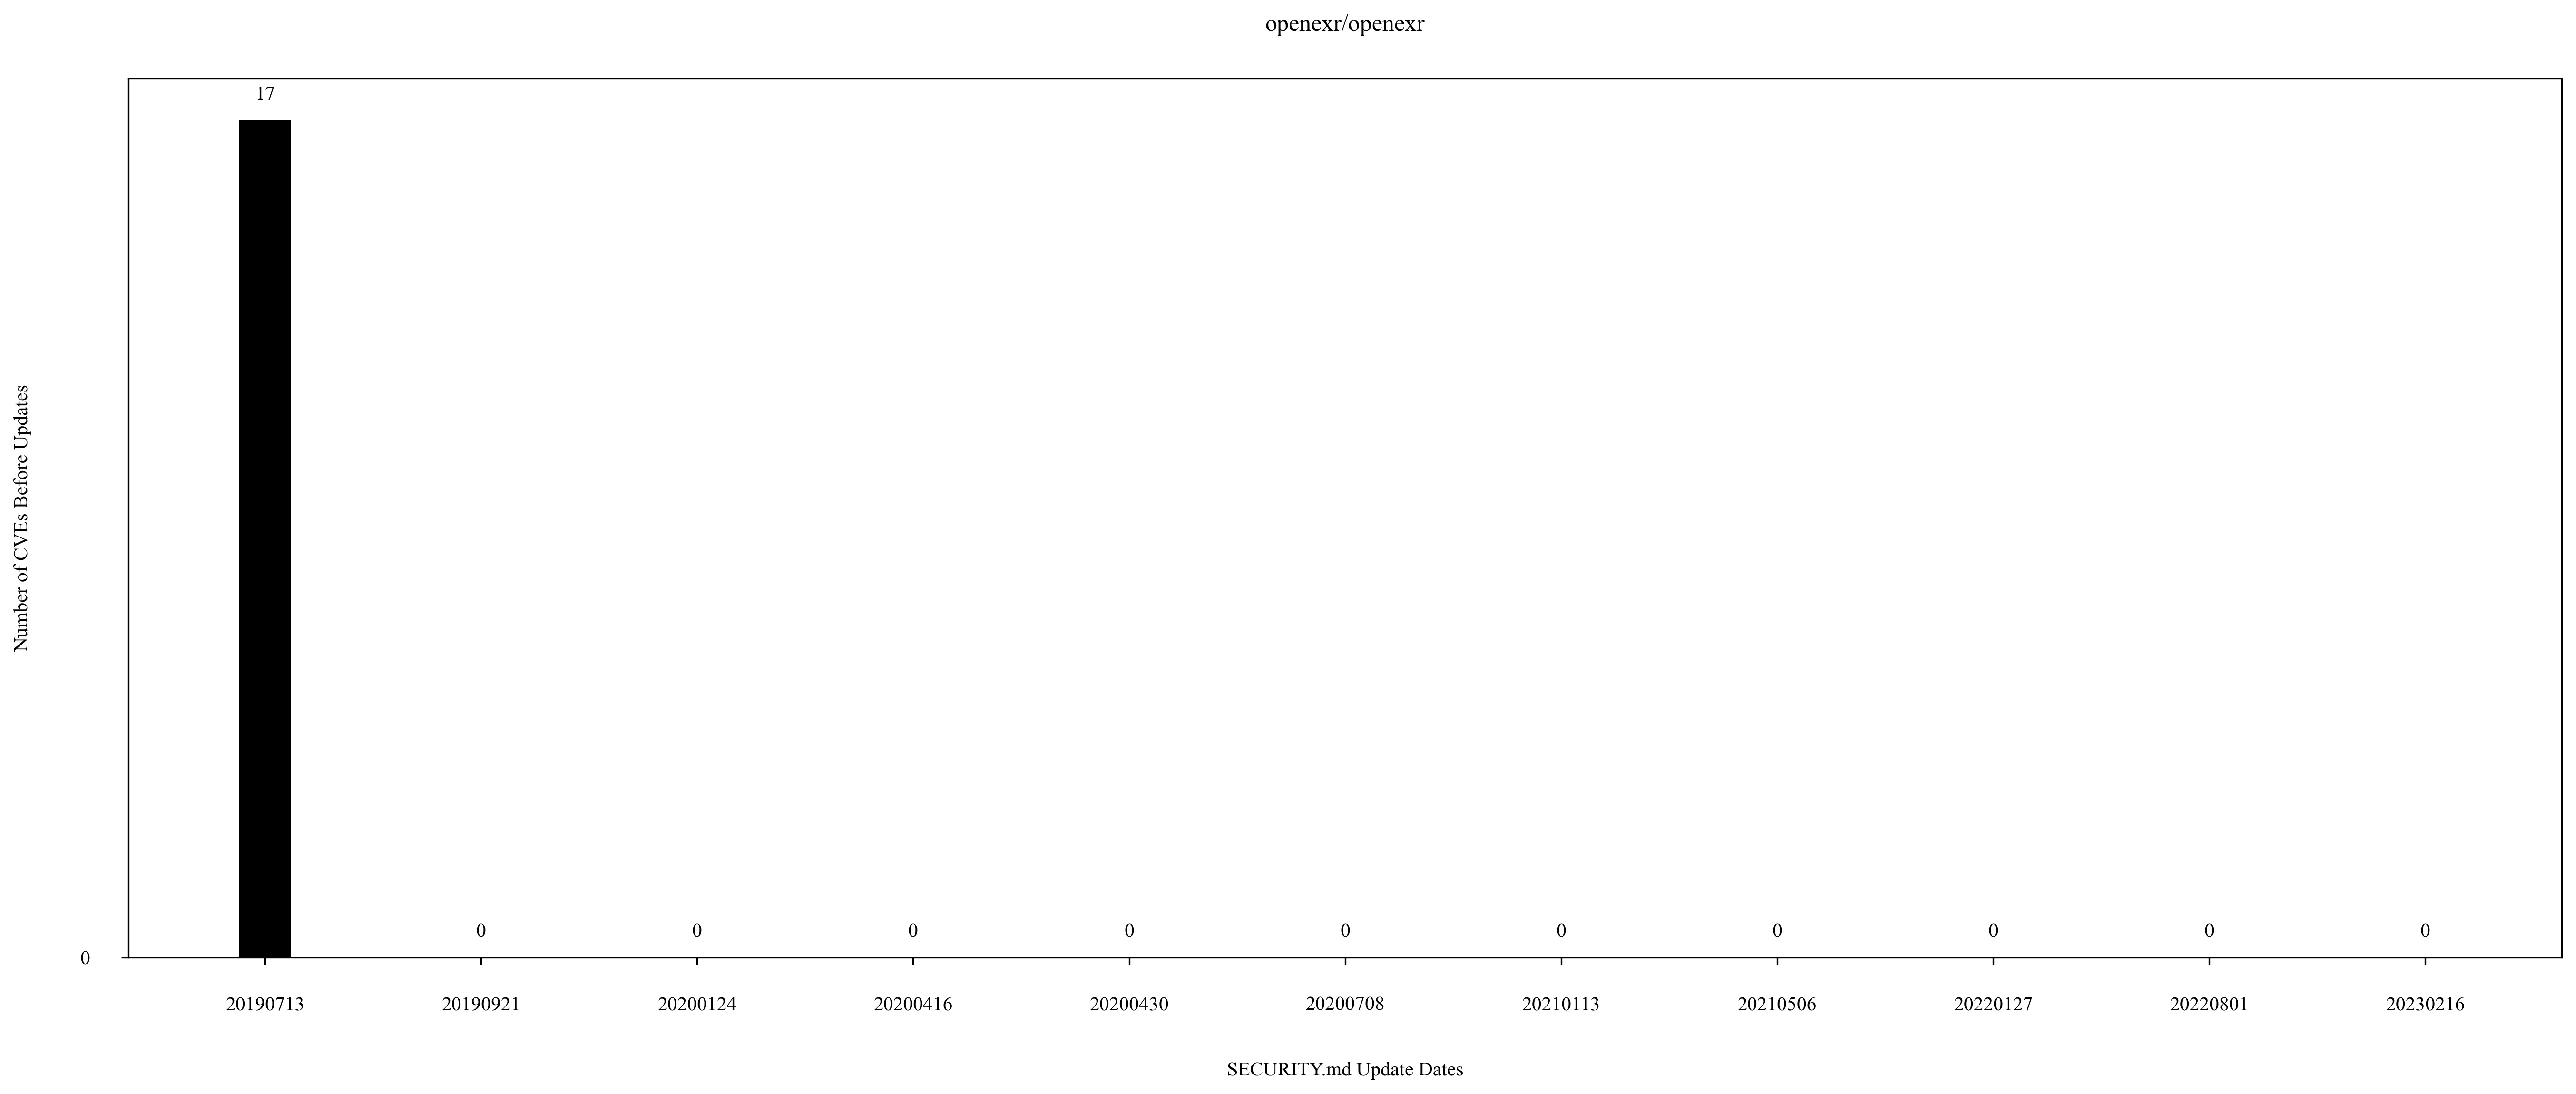 openexr/openexr
17
Number of CVEs Before Updates
0 0 0 0 0 0 0 0 0 0
0
20190713 20190921 20200124 20200416 20200430 20200708 20210113 20210506 20220127 20220801 20230216
SECURITY.md Update Dates